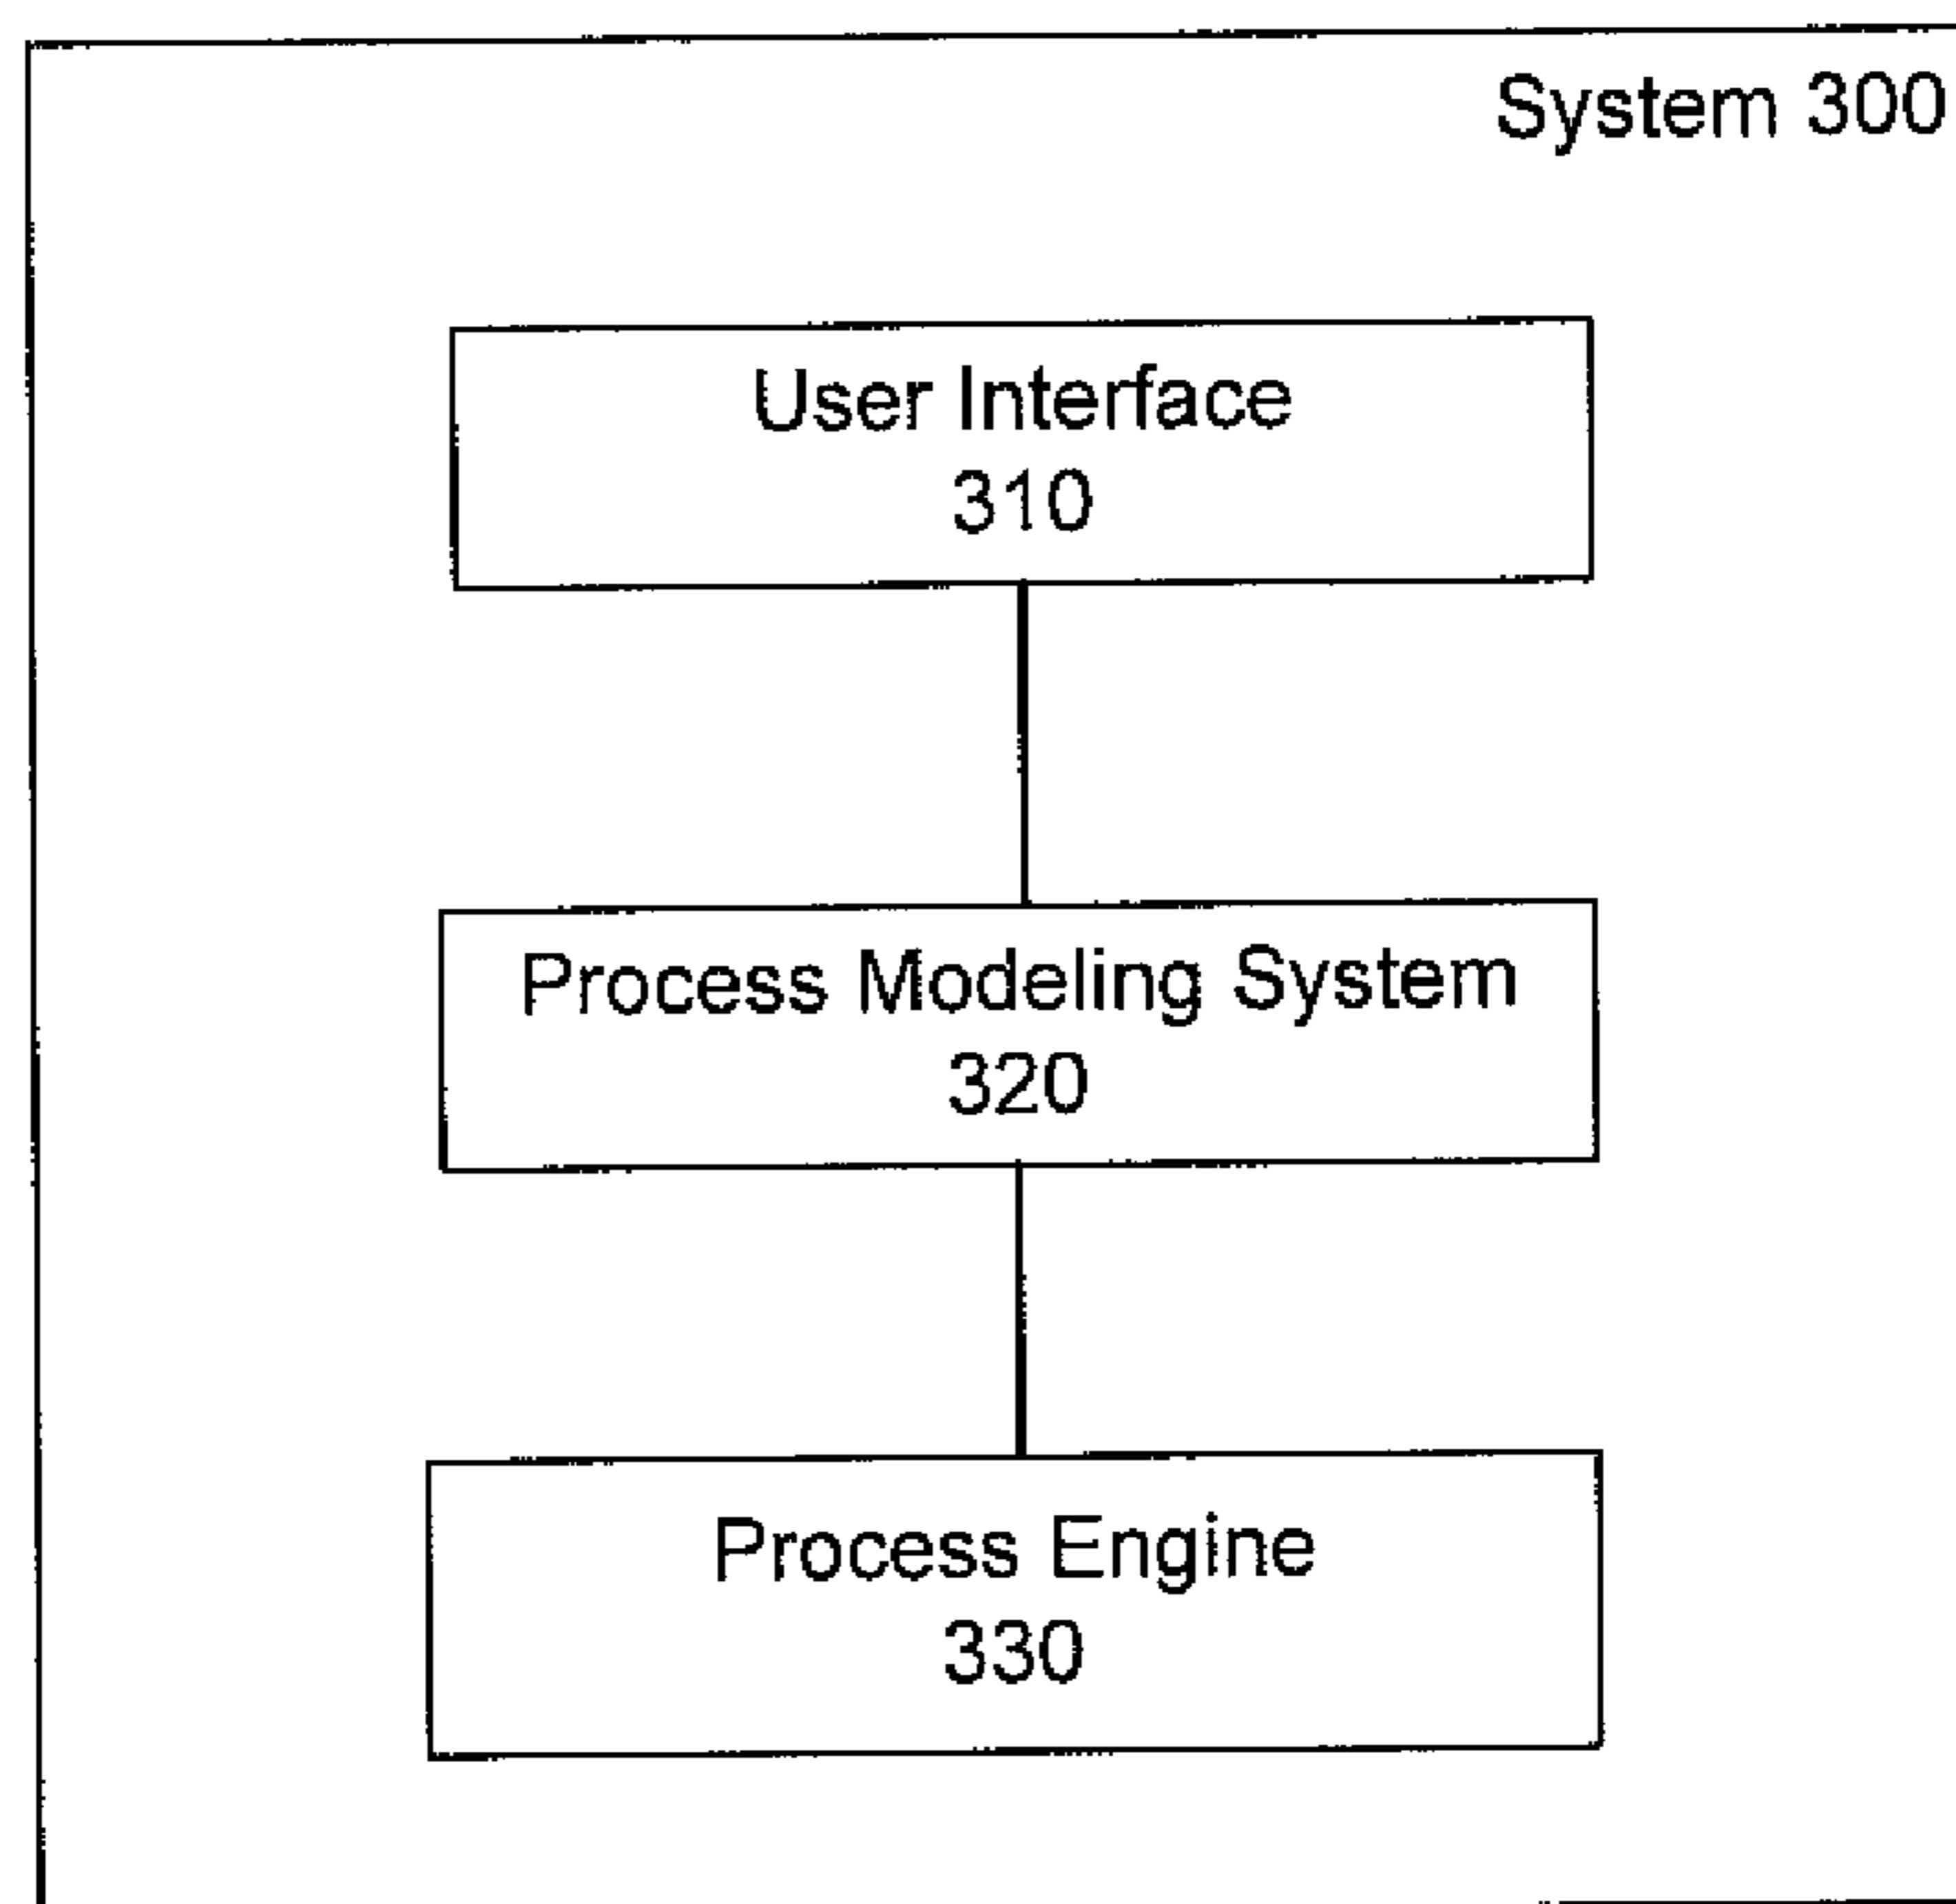 System 300
User Interface
310
Process Modeling System
320
Process Engine
330